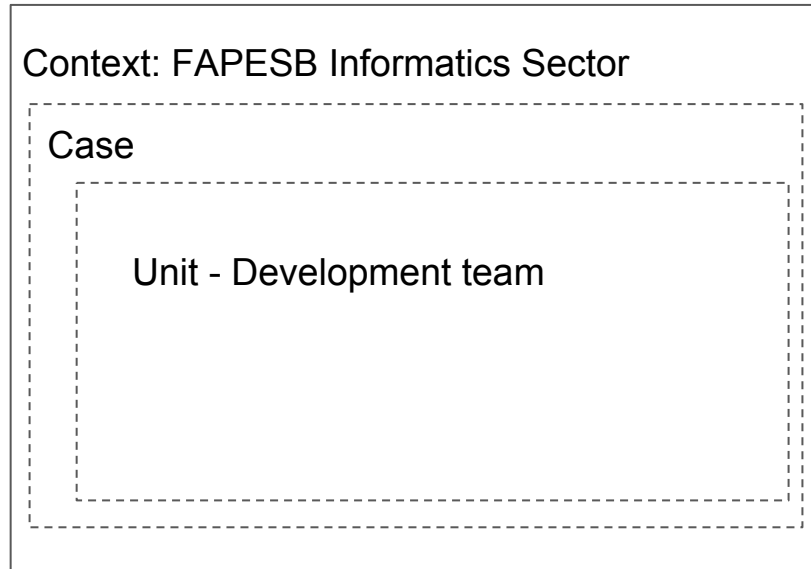 Context: FAPESB Informatics Sector
Case
Unit - Development team